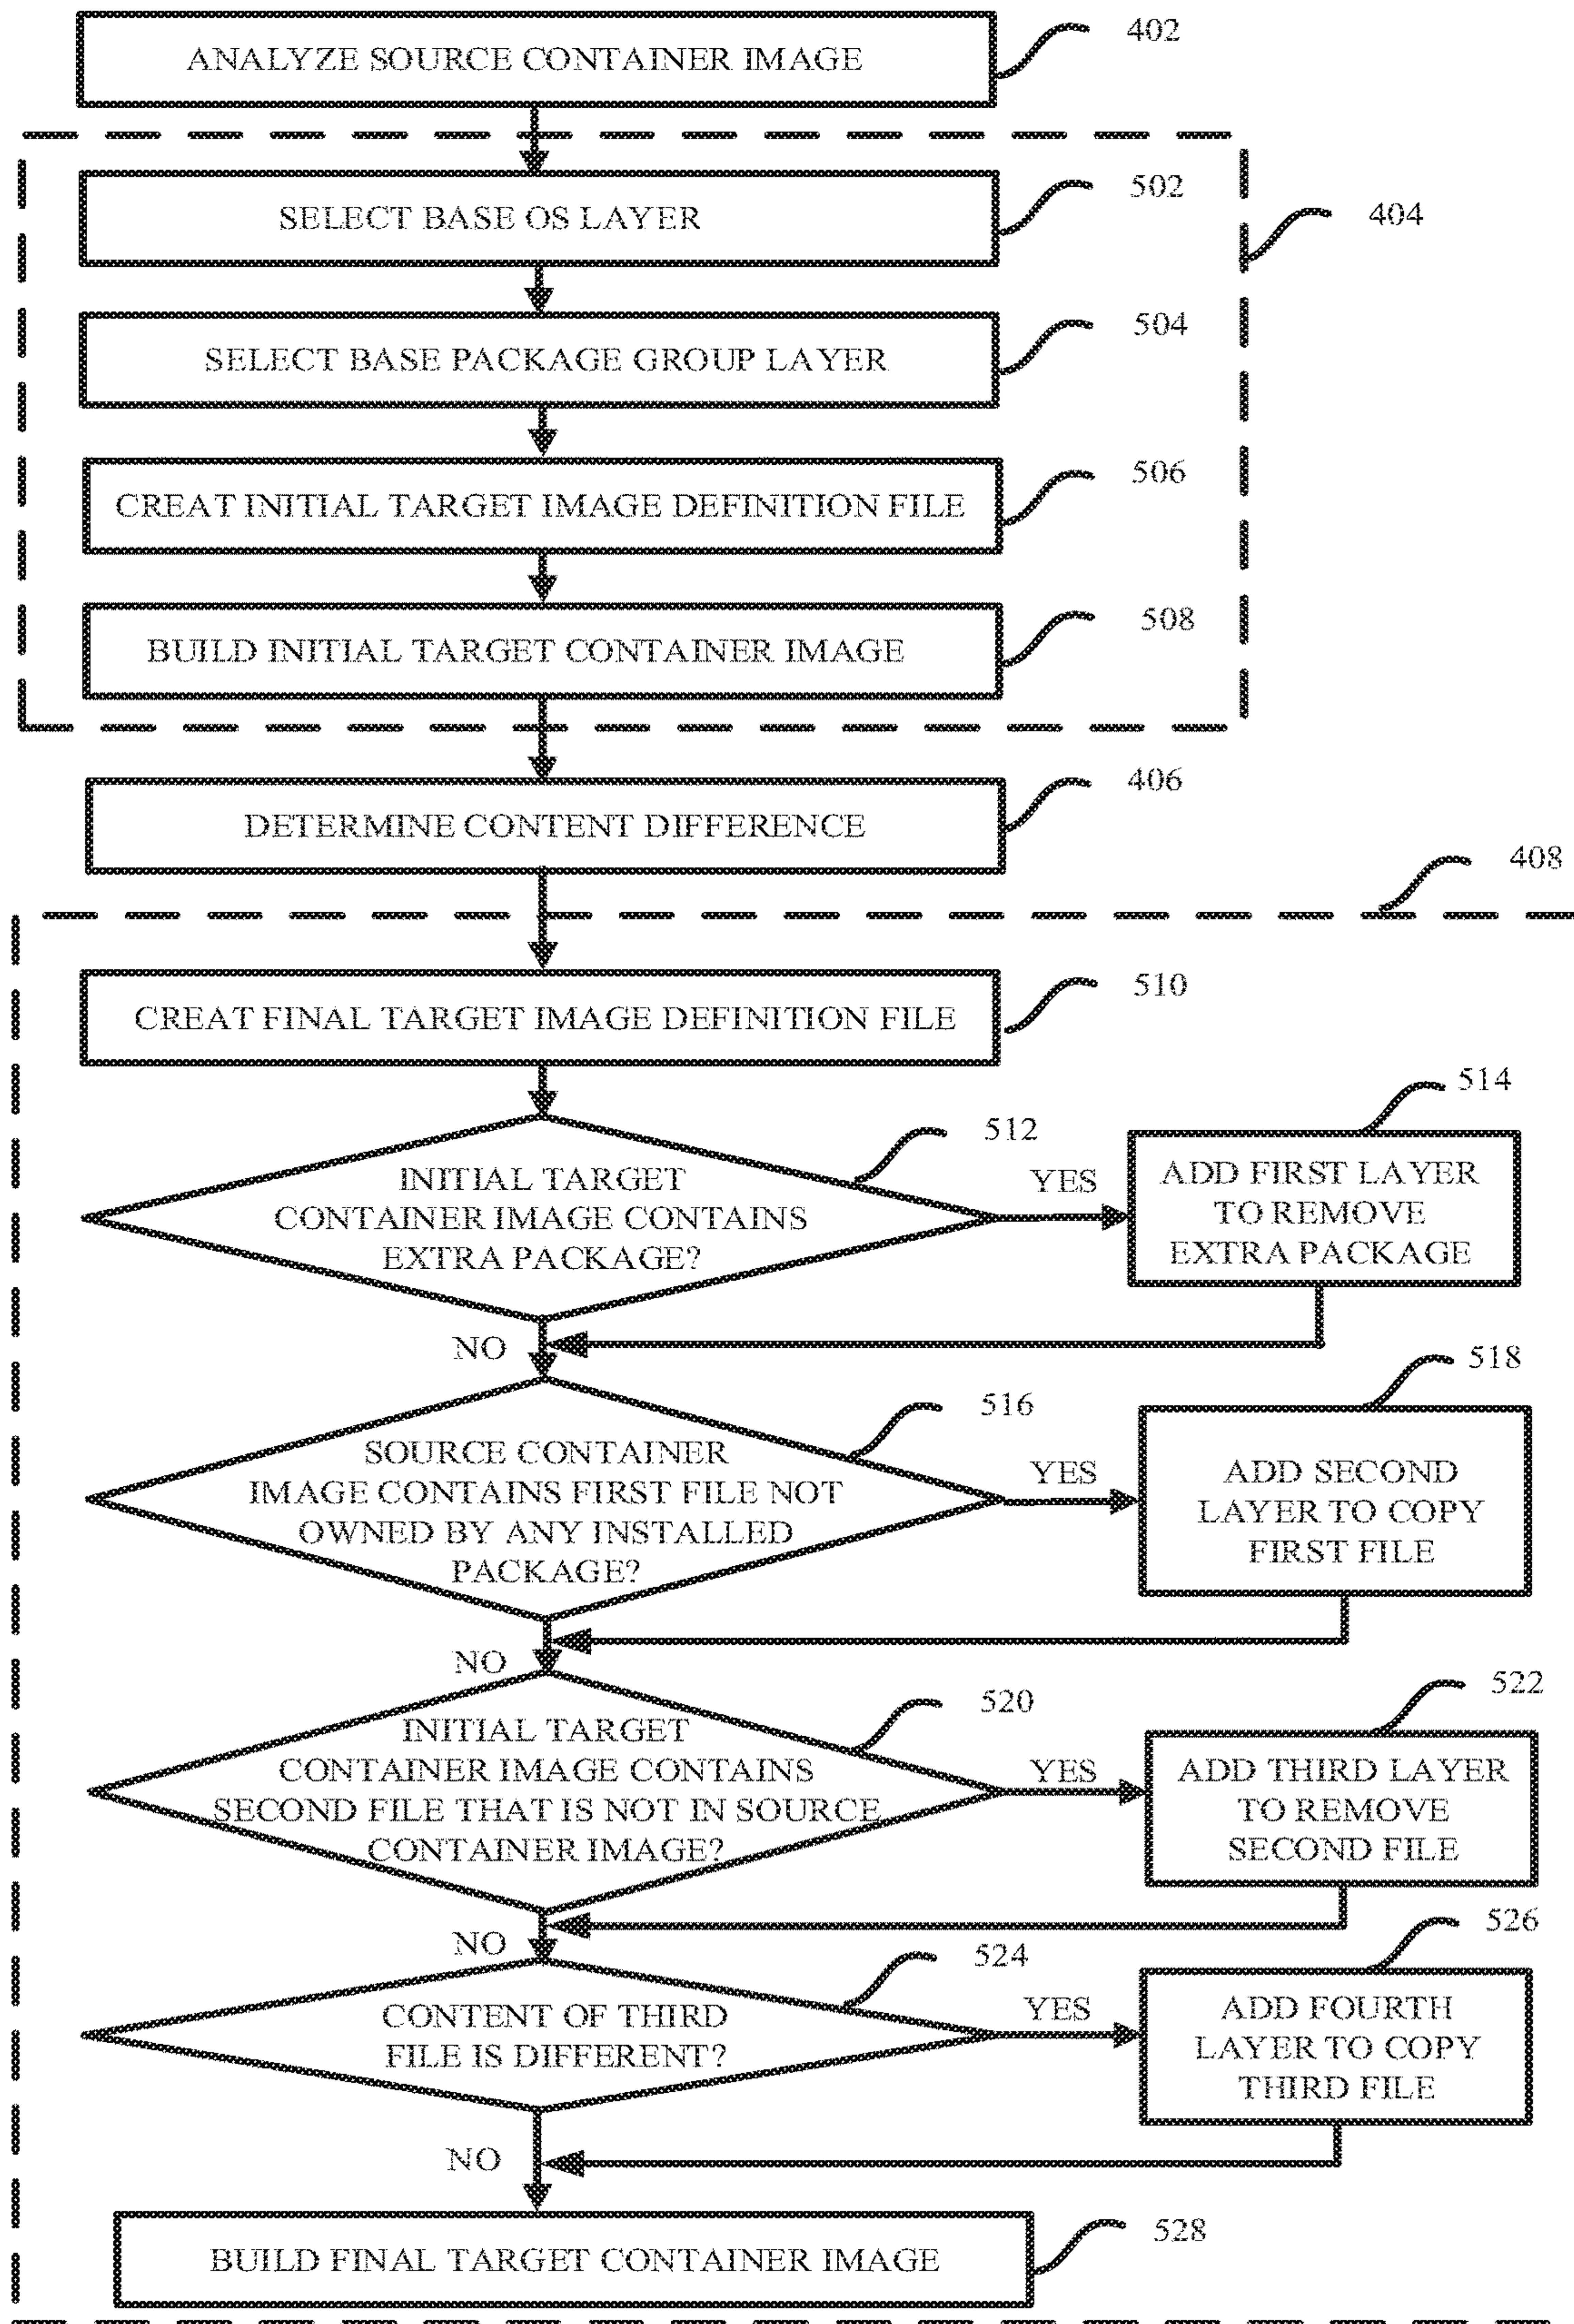 ANALYZE SOURCE CONTAINER IMAGE
402
SELECT BASE OS LAYER
502
404
SELECT BASE PACKAGE GROUP LAYER
504
CREAT INITIAL TARGET IMAGE DEFINITION FILE
506
BUILD INITIAL TARGET CONTAINER IMAGE
508
DETERMINE CONTENT DIFFERENCE
406
408
CREAT FINAL TARGET IMAGE DEFINITION FILE
510
INITIAL TARGET
CONTAINER IMAGE CONTAINS
EXTRA PACKAGE?
512
YES
514
ADD FIRST LAYER
TO REMOVE
EXTRA PACKAGE
NO
SOURCE CONTAINER
IMAGE CONTAINS FIRST FILE NOT
OWNED BY ANY INSTALLED
PACKAGE?
516
YES
518
ADD SECOND
LAYER TO COPY
FIRST FILE
NO
INITIAL TARGET
CONTAINER IMAGE CONTAINS
SECOND FILE THAT IS NOT IN SOURCE
CONTAINER IMAGE?
520
YES
522
ADD THIRD LAYER
TO REMOVE
SECOND FILE
NO
CONTENT OF THIRD
FILE IS DIFFERENT?
524
YES
526
ADD FOURTH
LAYER TO COPY
THIRD FILE
NO
BUILD FINAL TARGET CONTAINER IMAGE
528